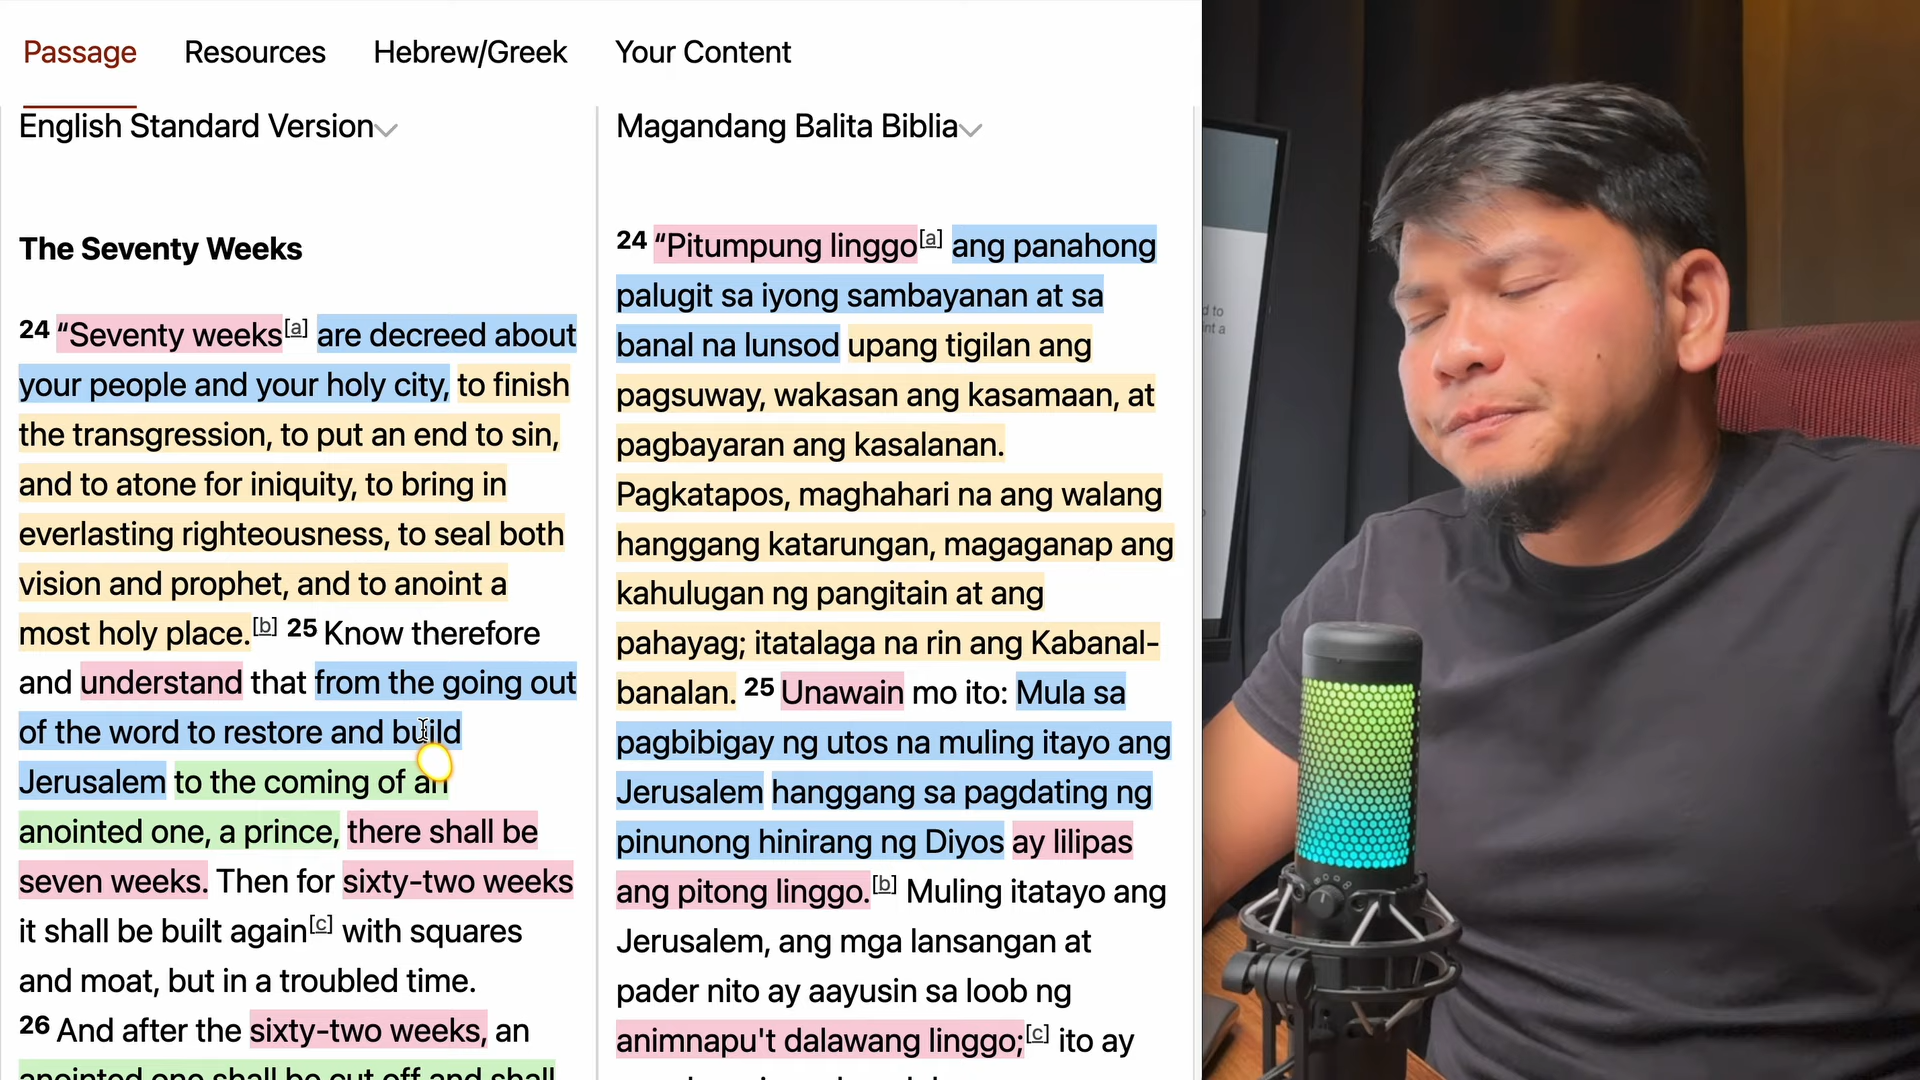 Passage
Resources
Hebrew/Greek
Your Content
English Standard Version
The Seventy Weeks
24 “Seventy weeks[a] are decreed about
your people and your holy city, to finish
the transgression, to put an end to sin,
and to atone for iniquity, to bring in
everlasting righteousness, to seal both
vision and prophet, and to anoint a
most holy place.[b] 25 Know therefore
and understand that from the going out
of the word to restore and build
Jerusalem to the coming of an
anointed one, a prince, there shall be
seven weeks. Then for sixty-two weeks
it shall be built again[c] with squares
and moat, but in a troubled time.
26 And after the sixty-two weeks, an
anointed one shall be cut off and shall
Magandang Balita Biblia
24 “Pitumpung linggo[a] ang panahong
palugit sa iyong sambayanan at sa
banal na lunsod upang tigilan ang
pagsuway, wakasan ang kasamaan, at
pagbayaran ang kasalanan.
Pagkatapos, maghahari na ang walang
hanggang katarungan, magaganap ang
kahulugan ng pangitain at ang
pahayag; itatalaga na rin ang Kabanal-
banalan. 25 Unawain mo ito: Mula sa
pagbibigay ng utos na muling itayo ang
Jerusalem hanggang sa pagdating ng
pinunong hinirang ng Diyos ay lilipas
ang pitong linggo.[b] Muling itatayo ang
Jerusalem, ang mga lansangan at
pader nito ay aayusin sa loob ng
animnapu't dalawang linggo;[c] ito ay
d to
nt a